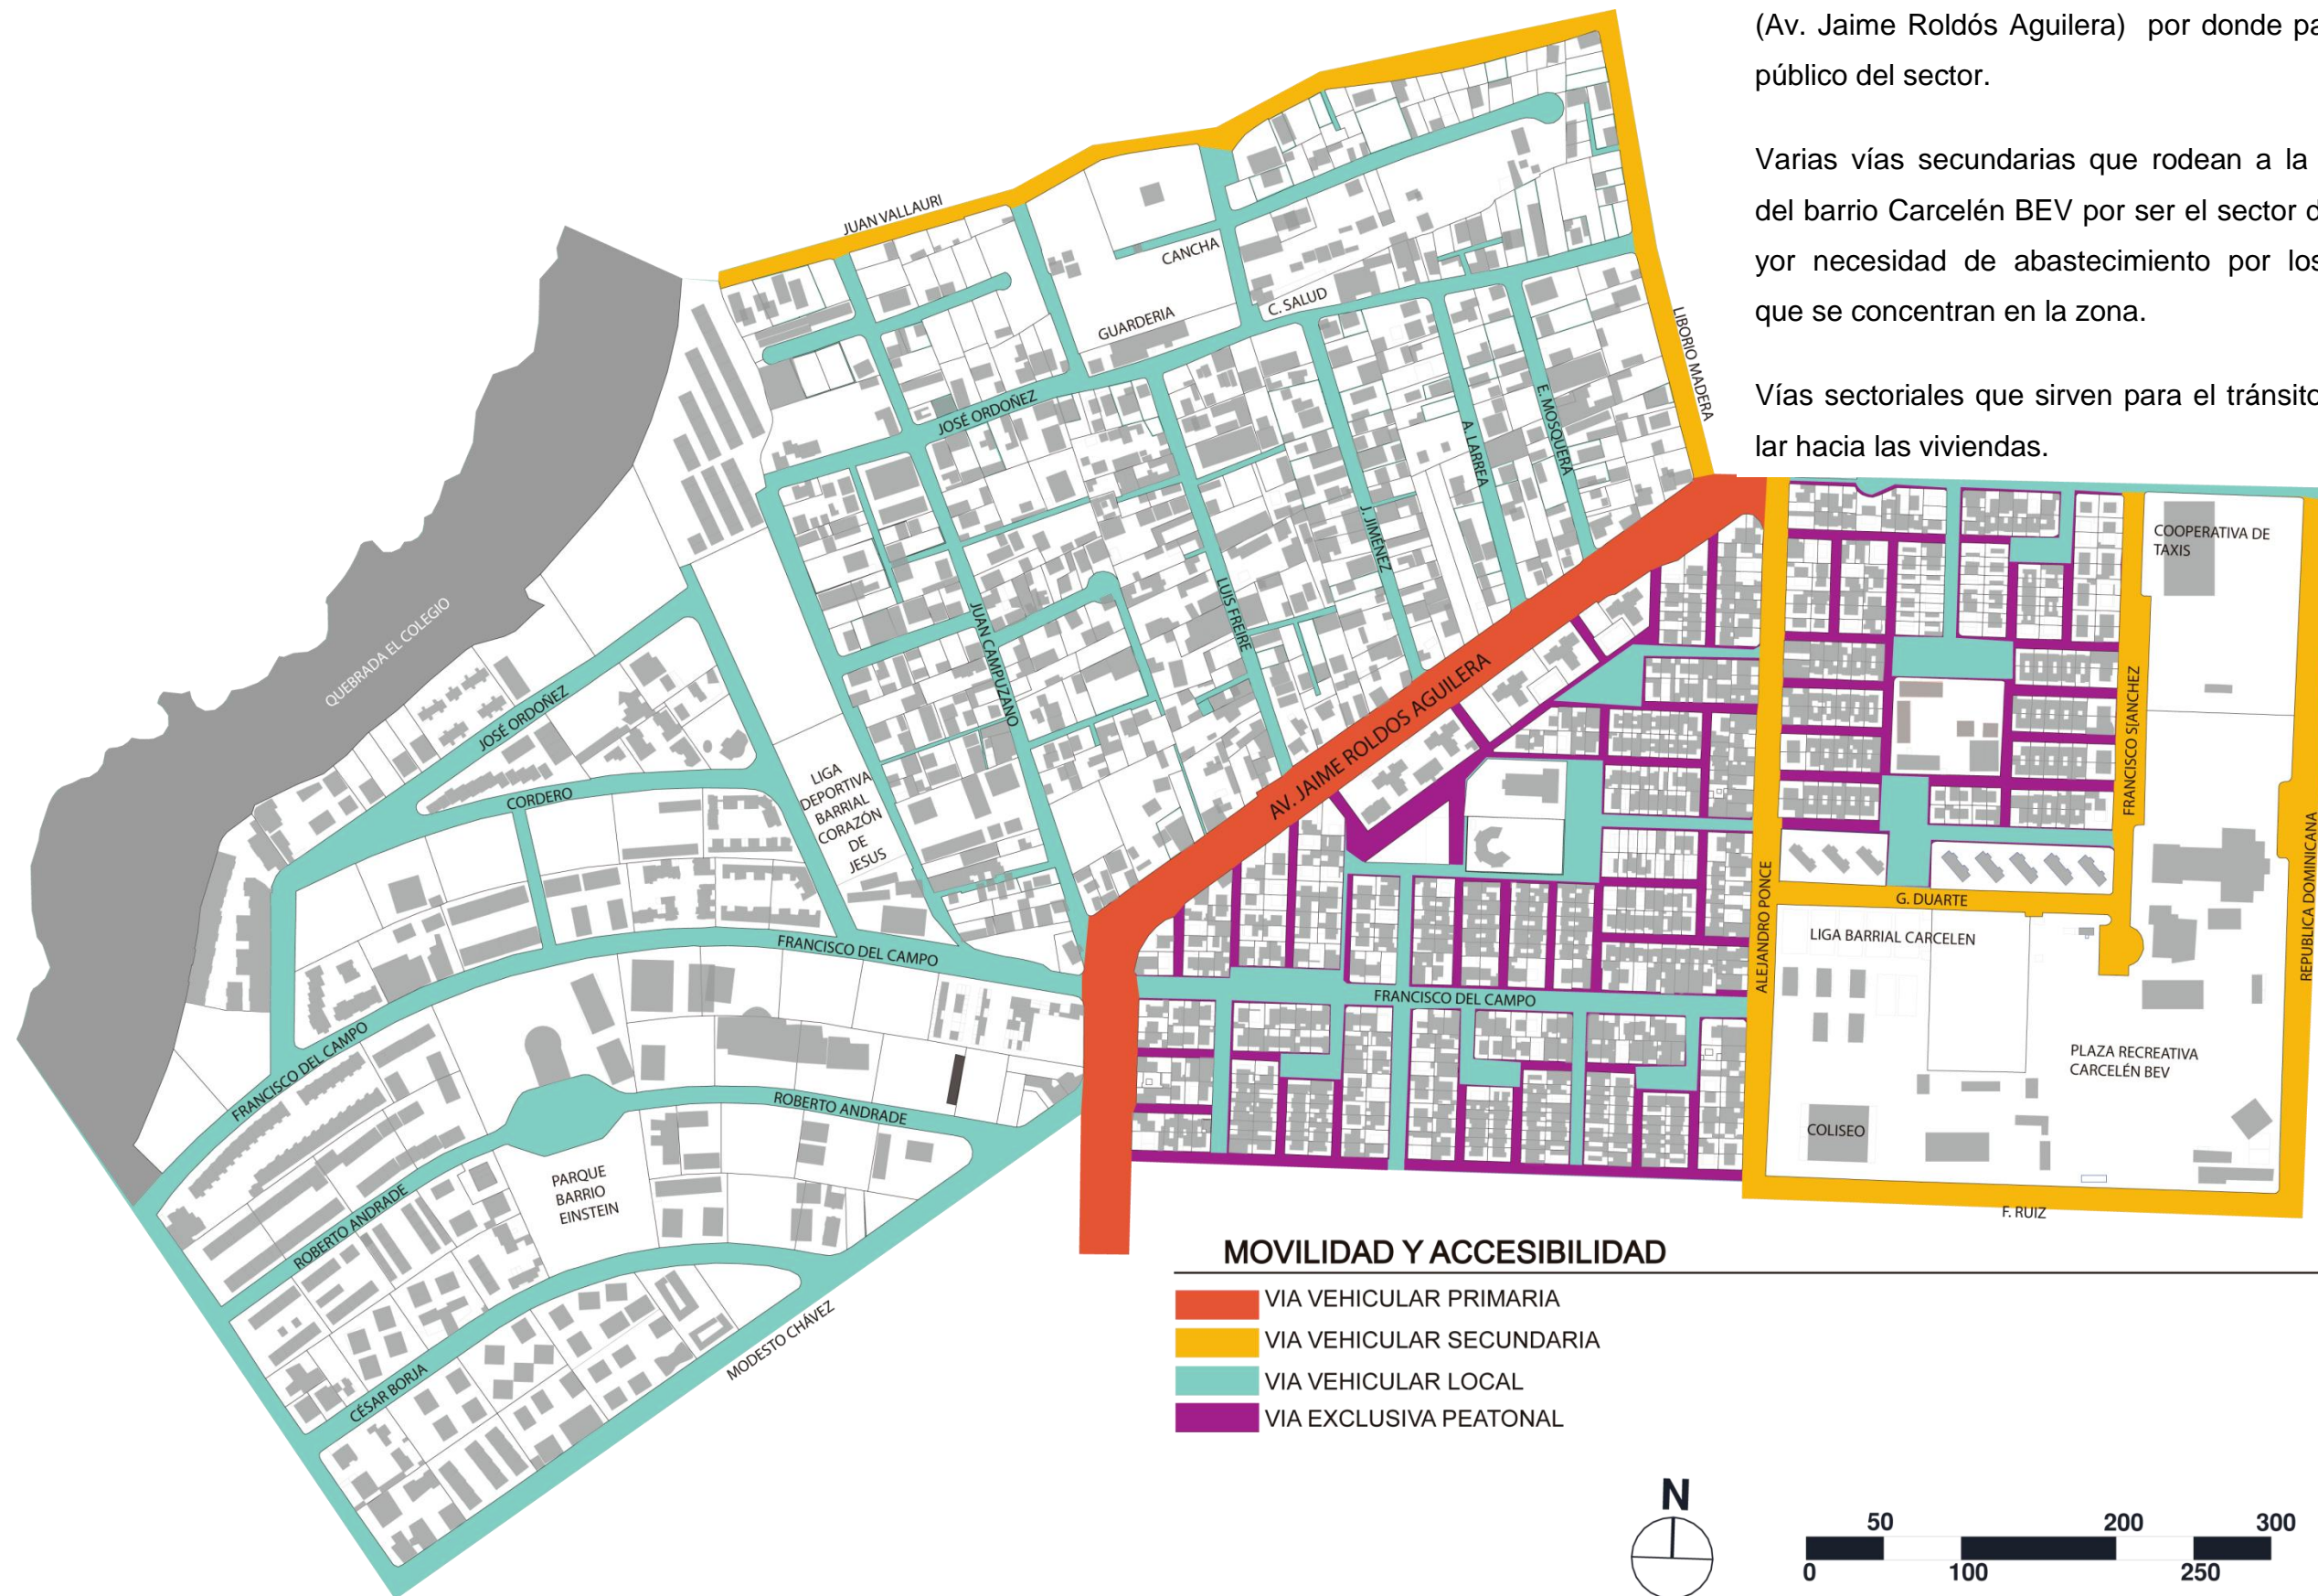 (Av. Jaime Roldós Aguilera) por donde pa
público del sector.
Varias vías secundarias que rodean a la
del barrio Carcelén BEV por ser el sector d
yor necesidad de abastecimiento por los
que se concentran en la zona.
Vías sectoriales que sirven para el tránsito
lar hacia las viviendas.
JUAN VALLAURI
CANCHA
GUARDERIA
C. SALUD
LIBORIO MADERA
JOSÉ ORDOÑEZ
E. MOSQUERA
A. LARREA
J. JIMENEZ
LUIS FREIRE
JUAN CAMPUZANO
QUEBRADA EL COLEGIO
JOSÉ ORDOÑEZ
CORDERO
LIGA
DEPORTIVA
BARRIAL
CORAZÓN
DE
JESUS
AV. JAIME ROLDOS AGUILERA
COOPERATIVA DE
TAXIS
FRANCISCO S[ANCHEZ
REPUBLICA DOMINICANA
ALEJANDRO PONCE
G. DUARTE
LIGA BARRIAL CARCELEN
FRANCISCO DEL CAMPO
FRANCISCO DEL CAMPO
FRANCISCO DEL CAMPO
PLAZA RECREATIVA
CARCELÉN BEV
COLISEO
F. RUIZ
ROBERTO ANDRADE
ROBERTO ANDRADE
PARQUE
BARRIO
EINSTEIN
CÉSAR BORJA
MODESTO CHÁVEZ
MOVILIDAD Y ACCESIBILIDAD
VIA VEHICULAR PRIMARIA
VIA VEHICULAR SECUNDARIA
VIA VEHICULAR LOCAL
VIA EXCLUSIVA PEATONAL
N
50 200 300
0 100 250